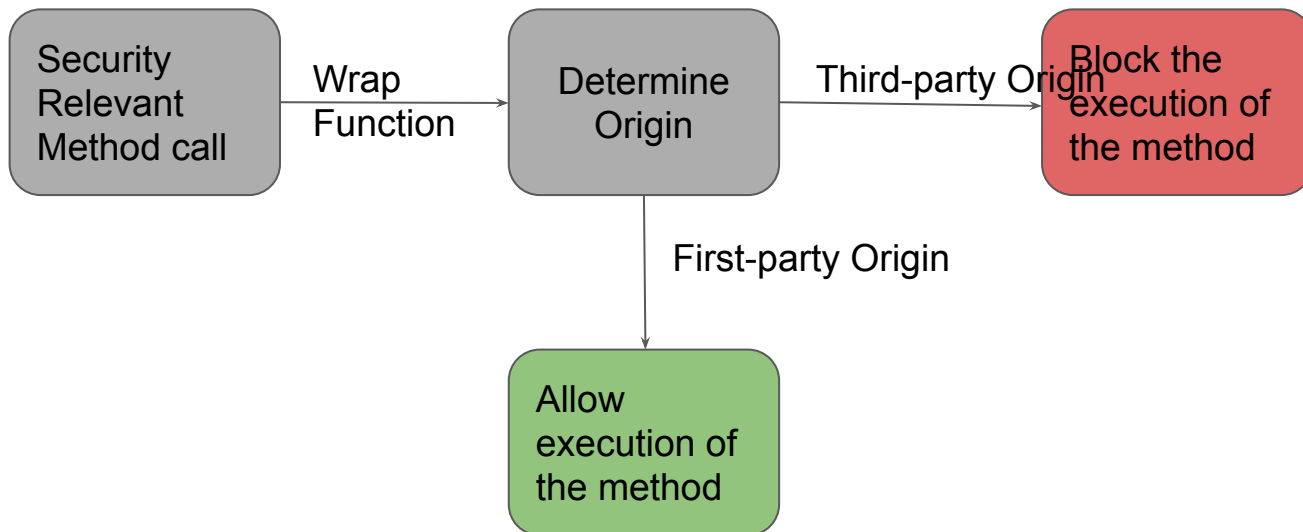 Security
Relevant
Method call
Wrap
Function
Determine
Origin
Third-party Origin
Block the
execution of
the method
First-party Origin
Allow
execution of
the method